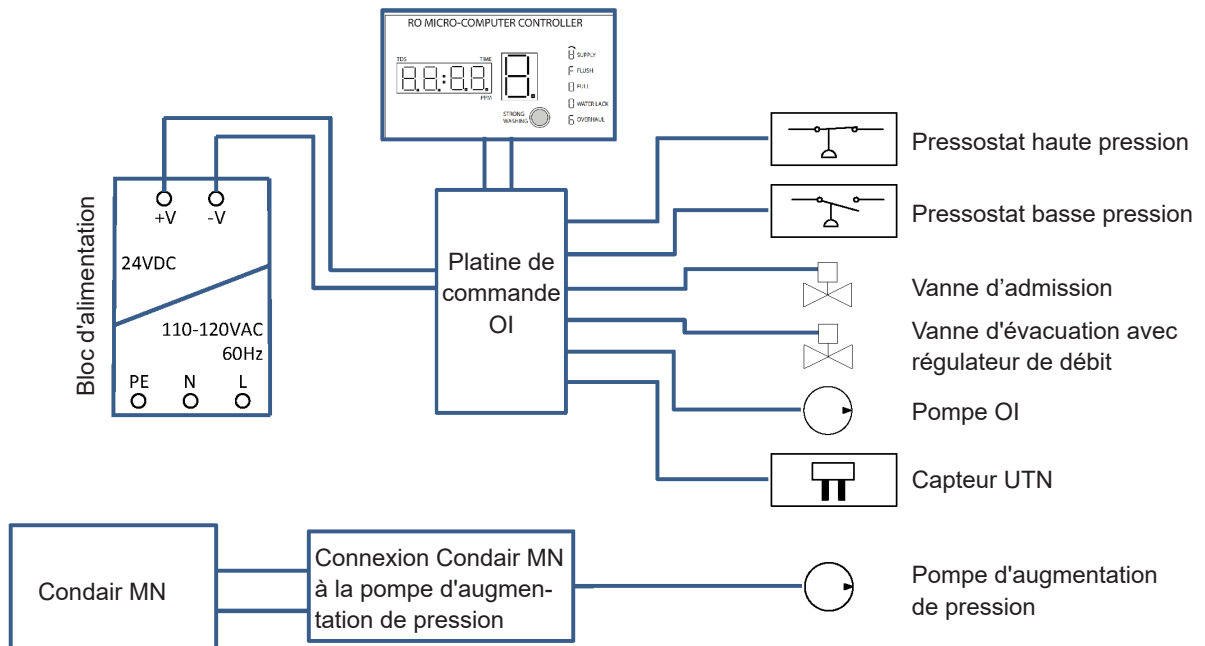 RO MICRO-COMPUTER CONTROLLER
TDS TIME
88:88 8.
PPM
STRONG
WASHING
SUPPLY
FLUSH
FULL
WATER LACK
OVERHAUL
Bloc d'alimentation
+V -V
24VDC
110-120VAC
60Hz
PE N L
Platine de
commande
OI
Pressostat haute pression
Pressostat basse pression
Vanne d’admission
Vanne d'évacuation avec
régulateur de débit
Pompe OI
Capteur UTN
Condair MN
Connexion Condair MN
à la pompe d'augmen-
tation de pression
Pompe d'augmentation
de pression